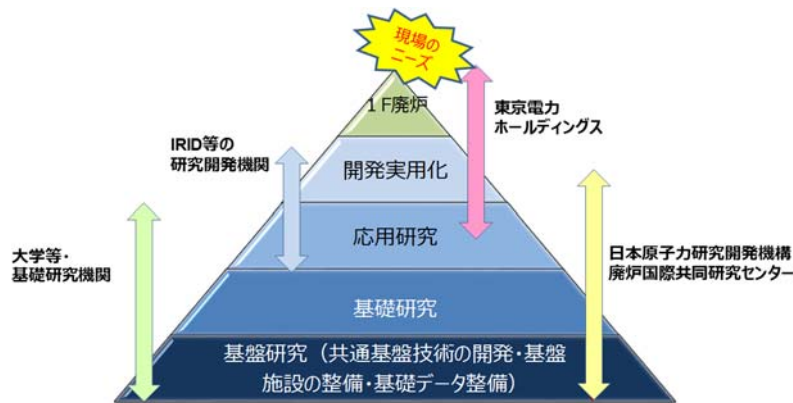 現場の
ニーズ
1F廃炉
東京電力
ホールディングス
IRID等の
研究開発機関
開発実用化
応用研究
大学等・
基礎研究機関
日本原子力研究開発機構
廃炉国際共同研究センター
基礎研究
基盤研究（共通基盤技術の開発・基盤
施設の整備・基礎データ整備）